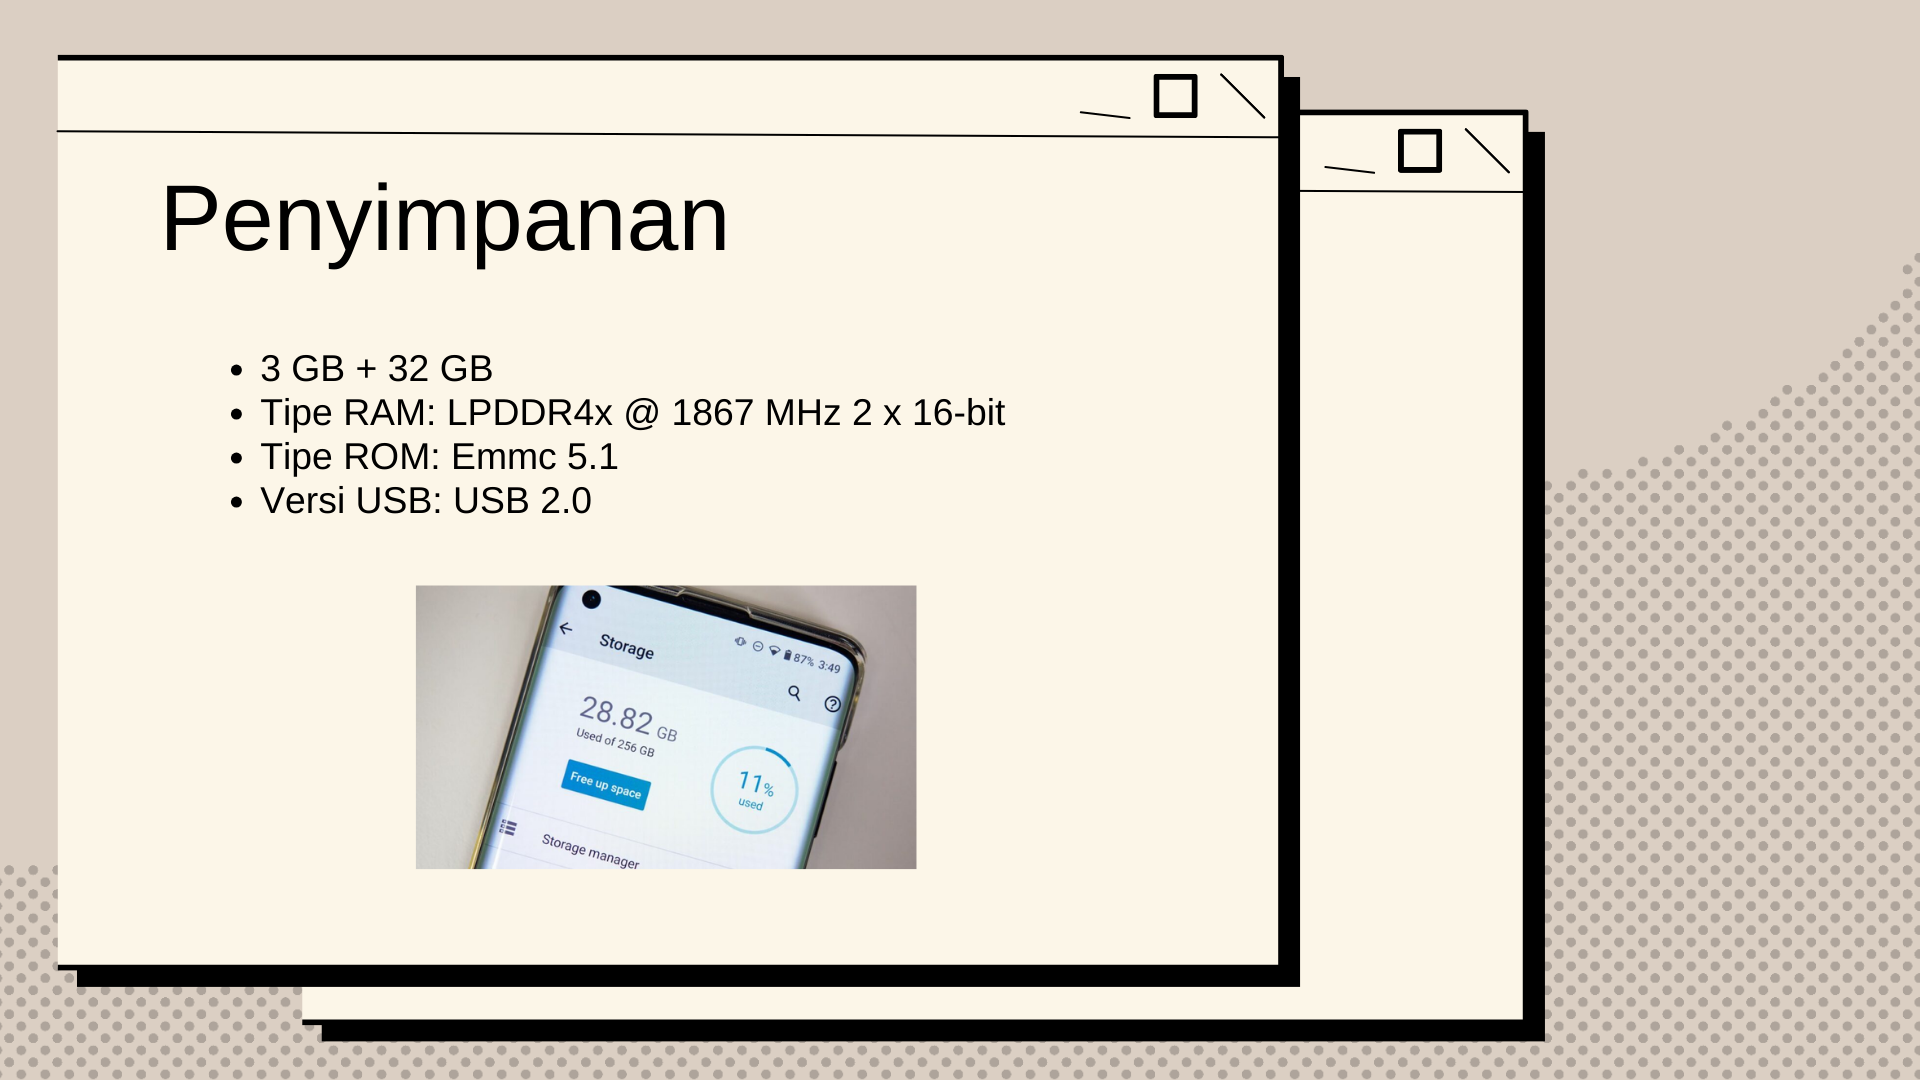 Penyimpanan
• 3 GB + 32 GB
• Tipe RAM: LPDDR4x @ 1867 MHz 2 x 16-bit
• Tipe ROM: Emmc 5.1
• Versi USB: USB 2.0
87% 3:49
Storage
28.82 GB
Used of 256 GB
Free up space
11%
used
Storage manager